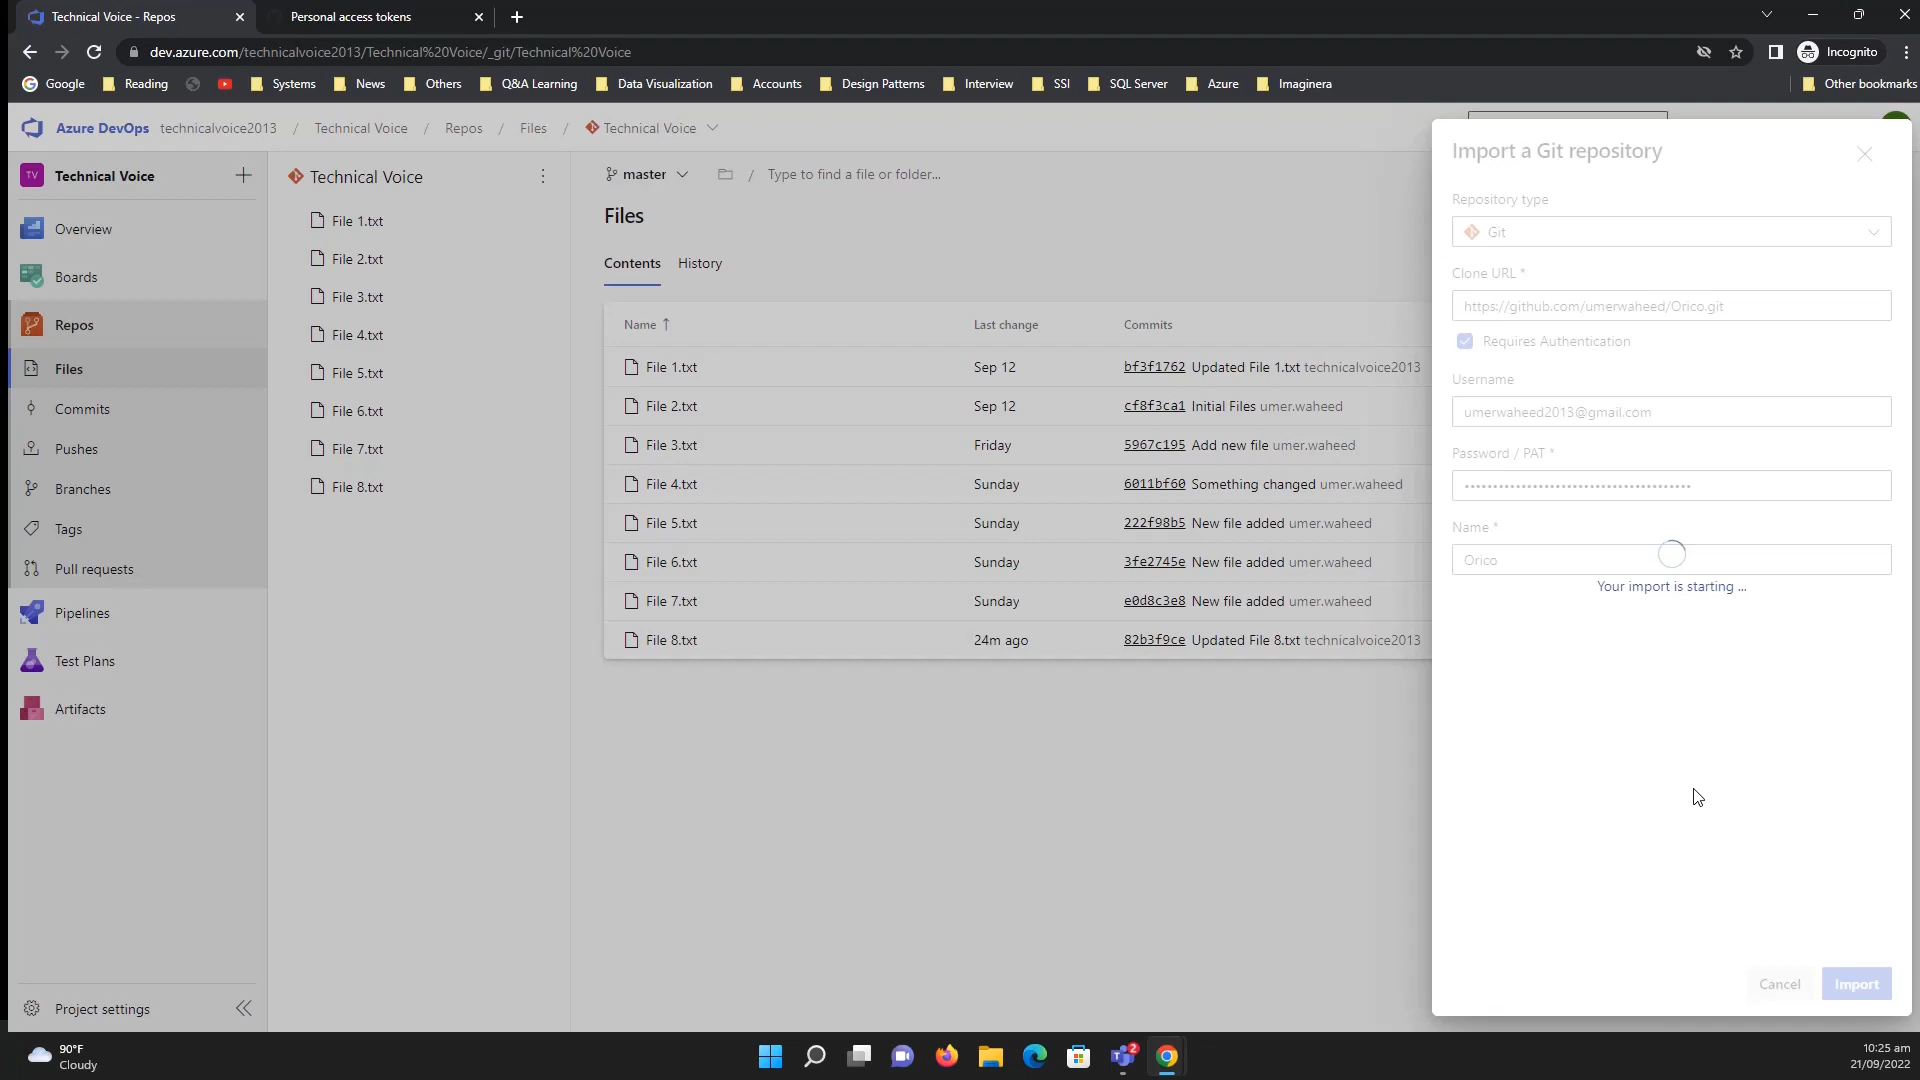 Technical Voice - Repos
Personal access tokens
dev.azure.com/technicalvoice2013/Technical%20Voice/_git/Technical%20Voice
Incognito
Google
Reading
Systems
News
Others
Q&A Learning
Data Visualization
Accounts
Design Patterns
Interview
SSI
SQL Server
Azure
Imaginera
Other bookmarks
Azure DevOps technicalvoice2013 / Technical Voice / Repos / Files / Technical Voice
TV Technical Voice
Overview
Boards
Repos
Files
Commits
Pushes
Branches
Tags
Pull requests
Pipelines
Test Plans
Artifacts
Project settings
Technical Voice
File 1.txt
File 2.txt
File 3.txt
File 4.txt
File 5.txt
File 6.txt
File 7.txt
File 8.txt
master / Type to find a file or folder...
Files
Contents History
Name Last change Commits
File 1.txt Sep 12 bf3f1762 Updated File 1.txt technicalvoice2013
File 2.txt Sep 12 cf8f3ca1 Initial Files umer.waheed
File 3.txt Friday 5967c195 Add new file umer.waheed
File 4.txt Sunday 6011bf60 Something changed umer.waheed
File 5.txt Sunday 222f98b5 New file added umer.waheed
File 6.txt Sunday 3fe2745e New file added umer.waheed
File 7.txt Sunday e0d8c3e8 New file added umer.waheed
File 8.txt 24m ago 82b3f9ce Updated File 8.txt technicalvoice2013
Import a Git repository
Repository type
Git
Clone URL *
https://github.com/umerwaheed/Orico.git
Requires Authentication
Username
umerwaheed2013@gmail.com
Password / PAT *
Name *
Orico
Your import is starting ...
Cancel
Import
90°F
Cloudy
2
10:25 am
21/09/2022